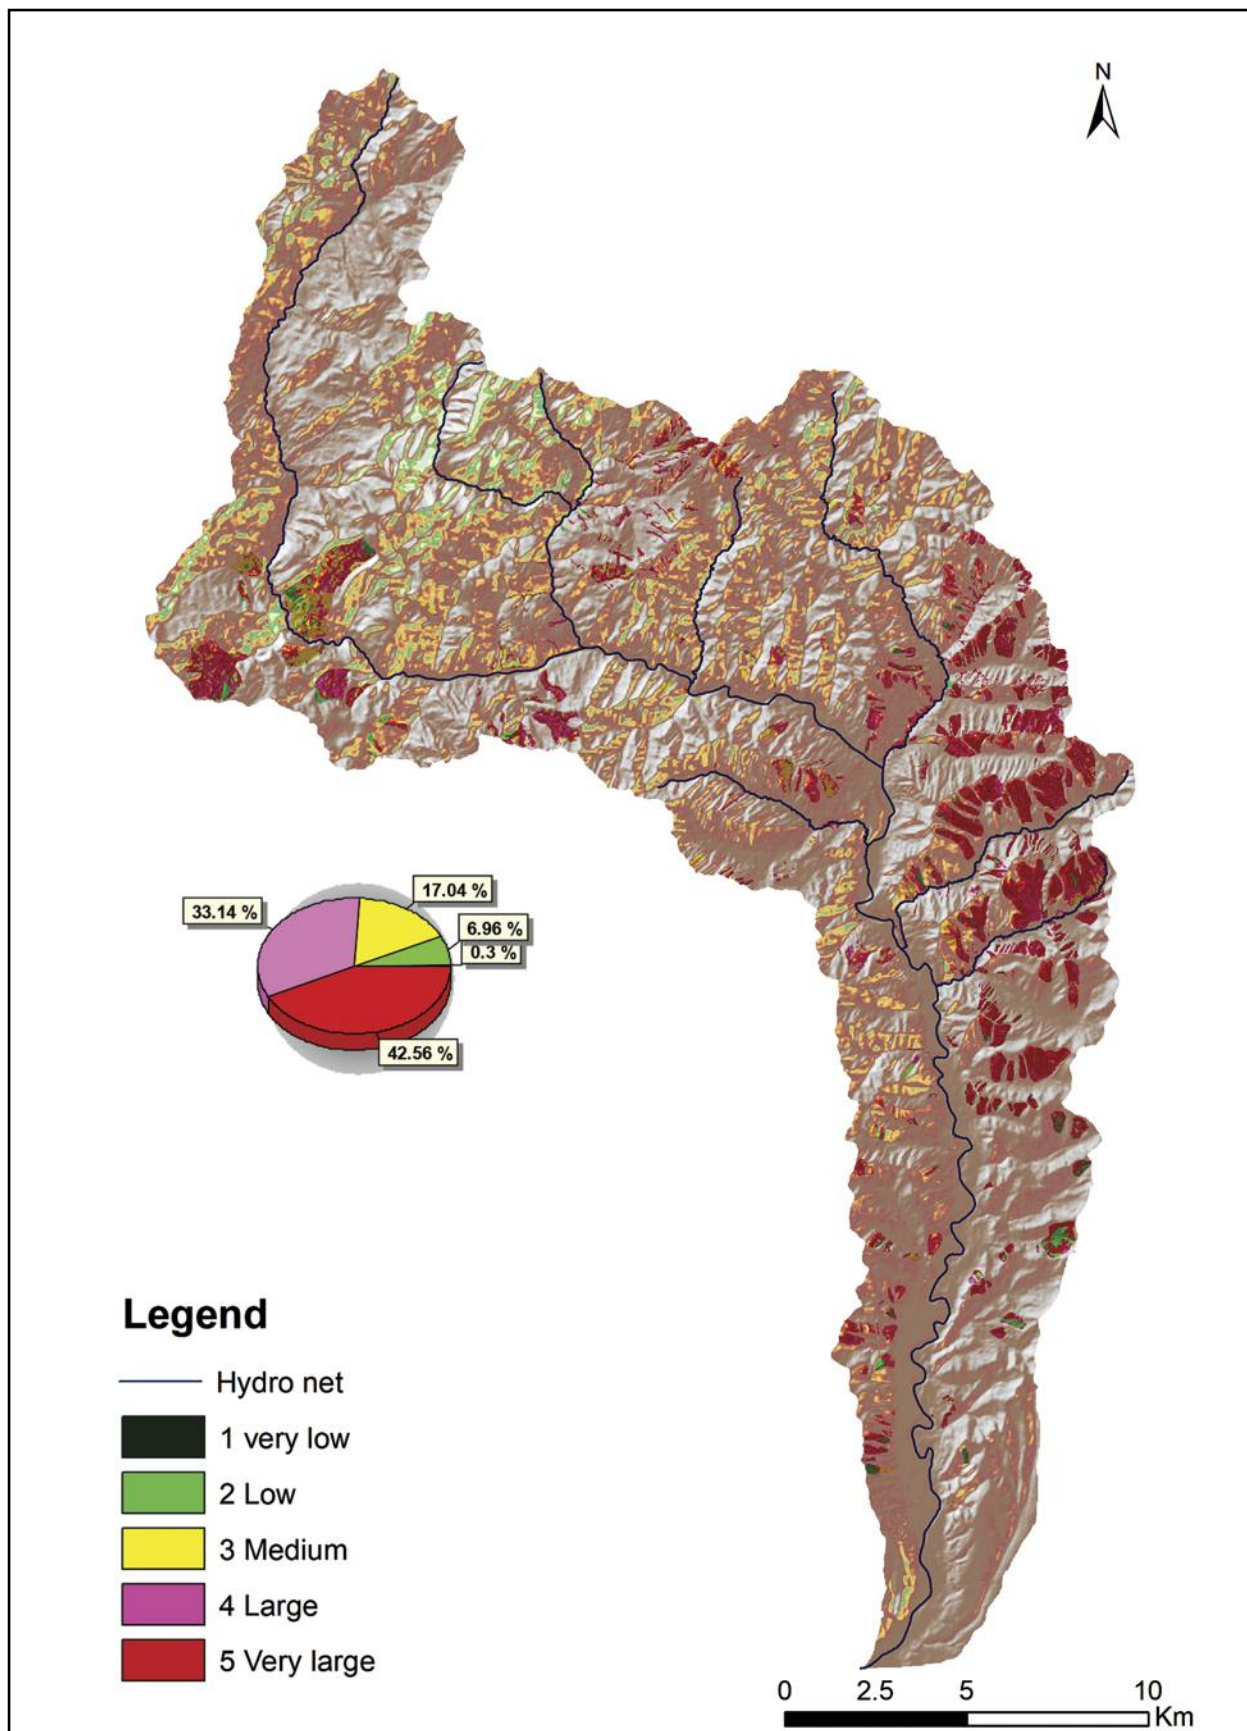 N
17.04 %
33.14 %
6.96 %
0.3 %
42.56 %
Legend
Hydro net
1 very low
2 Low
3 Medium
4 Large
5 Very large
0 2.5 5 10
Km